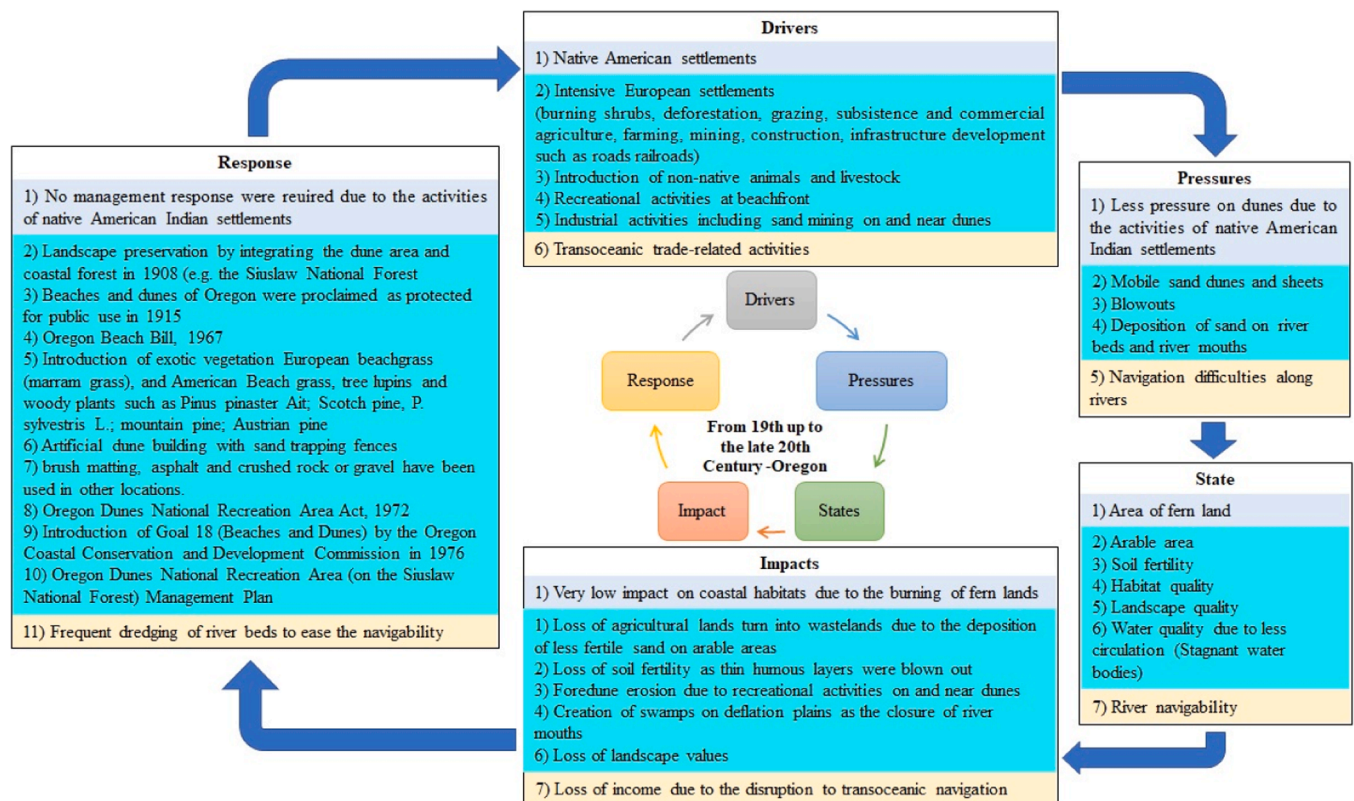 Drivers
1) Native American settlements
2) Intensive European settlements
(burning shrubs, deforestation, grazing, subsistence and commercial
agriculture, farming, mining, construction, infrastructure development
such as roads railroads)
3) Introduction of non-native animals and livestock
4) Recreational activities at beachfront
5) Industrial activities including sand mining on and near dunes
6) Transoceanic trade-related activities
Pressures
1) Less pressure on dunes due to
the activities of native American
Indian settlements
2) Mobile sand dunes and sheets
3) Blowouts
4) Deposition of sand on river
beds and river mouths
5) Navigation difficulties along
rivers
State
1) Area of fern land
2) Arable area
3) Soil fertility
4) Habitat quality
5) Landscape quality
6) Water quality due to less
circulation (Stagnant water
bodies)
7) River navigability
Impacts
1) Very low impact on coastal habitats due to the burning of fern lands
1) Loss of agricultural lands turn into wastelands due to the deposition
of less fertile sand on arable areas
2) Loss of soil fertility as thin humous layers were blown out
3) Foredune erosion due to recreational activities on and near dunes
4) Creation of swamps on deflation plains as the closure of river
mouths
6) Loss of landscape values
7) Loss of income due to the disruption to transoceanic navigation
Response
1) No management response were reuired due to the activities
of native American Indian settlements
2) Landscape preservation by integrating the dune area and
coastal forest in 1908 (e.g. the Siuslaw National Forest
3) Beaches and dunes of Oregon were proclaimed as protected
for public use in 1915
4) Oregon Beach Bill, 1967
5) Introduction of exotic vegetation European beachgrass
(marram grass), and American Beach grass, tree lupins and
woody plants such as Pinus pinaster Ait; Scotch pine, P.
sylvestris L.; mountain pine; Austrian pine
6) Artificial dune building with sand trapping fences
7) brush matting, asphalt and crushed rock or gravel have been
used in other locations.
8) Oregon Dunes National Recreation Area Act, 1972
9) Introduction of Goal 18 (Beaches and Dunes) by the Oregon
Coastal Conservation and Development Commission in 1976
10) Oregon Dunes National Recreation Area (on the Siuslaw
National Forest) Management Plan
11) Frequent dredging of river beds to ease the navigability
Drivers
Pressures
States
Impact
Response
From 19th up to
the late 20th
Century -Oregon